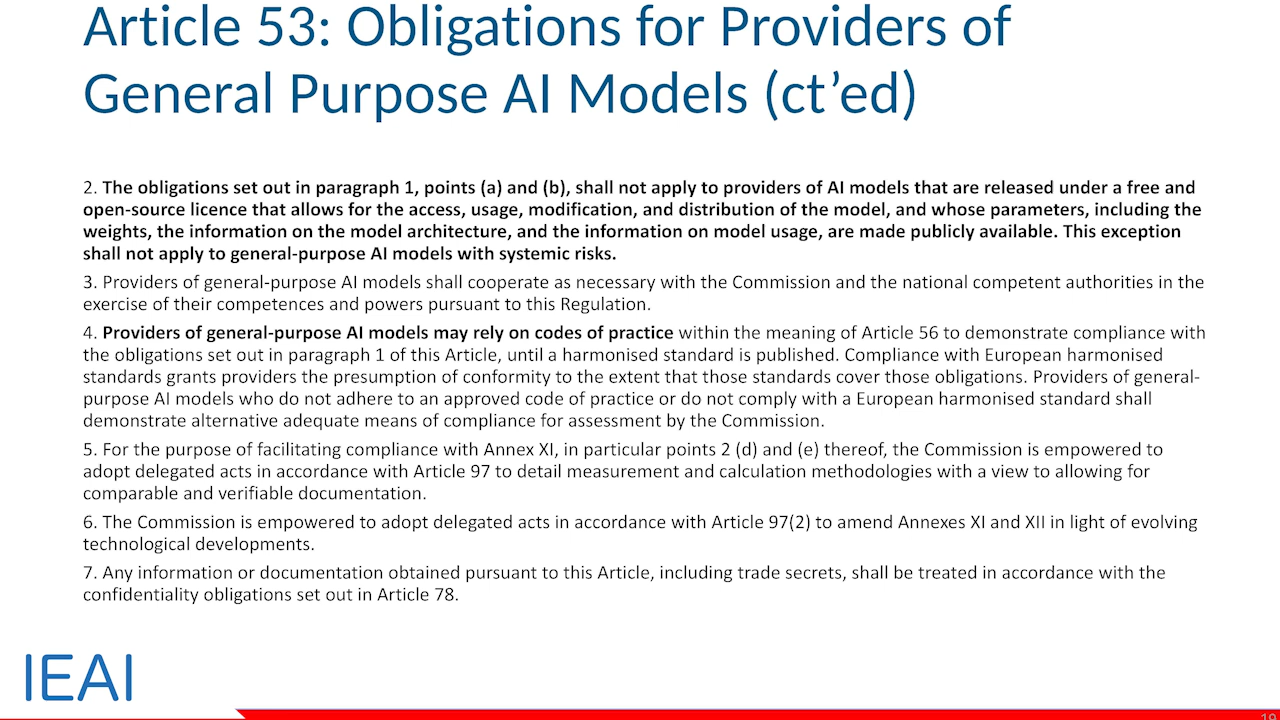 Article 53: Obligations for Providers of
General Purpose AI Models (ct’ed)
2. The obligations set out in paragraph 1, points (a) and (b), shall not apply to providers of AI models that are released under a free and
open-source licence that allows for the access, usage, modification, and distribution of the model, and whose parameters, including the
weights, the information on the model architecture, and the information on model usage, are made publicly available. This exception
shall not apply to general-purpose AI models with systemic risks.
3. Providers of general-purpose AI models shall cooperate as necessary with the Commission and the national competent authorities in the
exercise of their competences and powers pursuant to this Regulation.
4. Providers of general-purpose AI models may rely on codes of practice within the meaning of Article 56 to demonstrate compliance with
the obligations set out in paragraph 1 of this Article, until a harmonised standard is published. Compliance with European harmonised
standards grants providers the presumption of conformity to the extent that those standards cover those obligations. Providers of general-
purpose AI models who do not adhere to an approved code of practice or do not comply with a European harmonised standard shall
demonstrate alternative adequate means of compliance for assessment by the Commission.
5. For the purpose of facilitating compliance with Annex XI, in particular points 2 (d) and (e) thereof, the Commission is empowered to
adopt delegated acts in accordance with Article 97 to detail measurement and calculation methodologies with a view to allowing for
comparable and verifiable documentation.
6. The Commission is empowered to adopt delegated acts in accordance with Article 97(2) to amend Annexes XI and XII in light of evolving
technological developments.
7. Any information or documentation obtained pursuant to this Article, including trade secrets, shall be treated in accordance with the
confidentiality obligations set out in Article 78.
IEAI